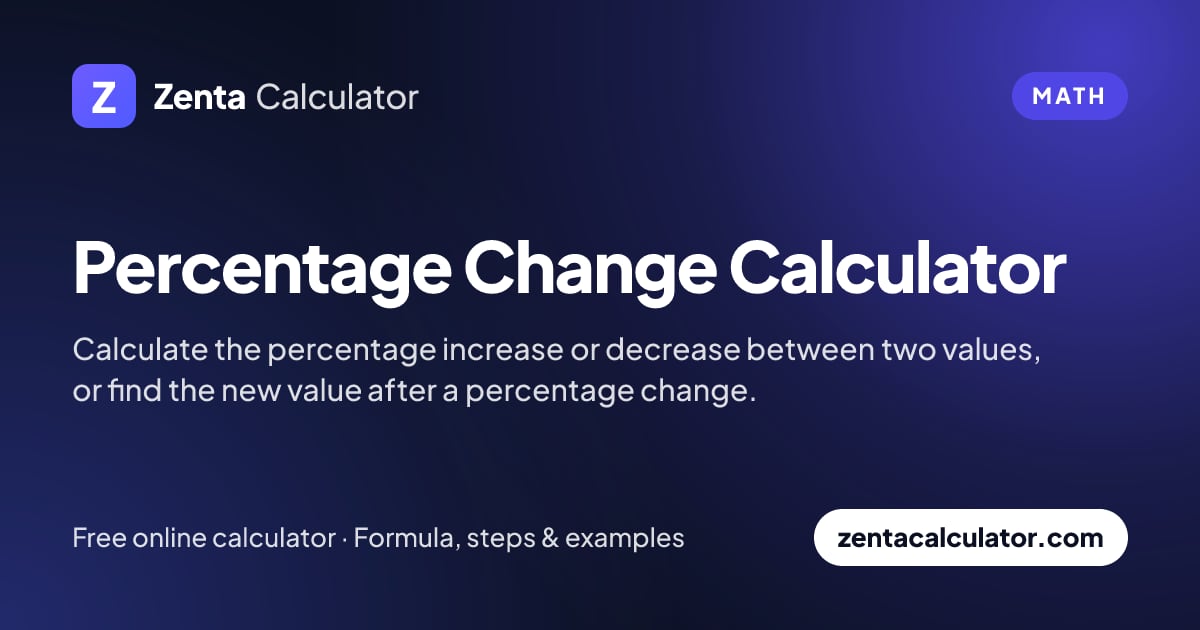 Z Zenta Calculator
MATH
Percentage Change Calculator
Calculate the percentage increase or decrease between two values,
or find the new value after a percentage change.
Free online calculator · Formula, steps & examples
zentacalculator.com